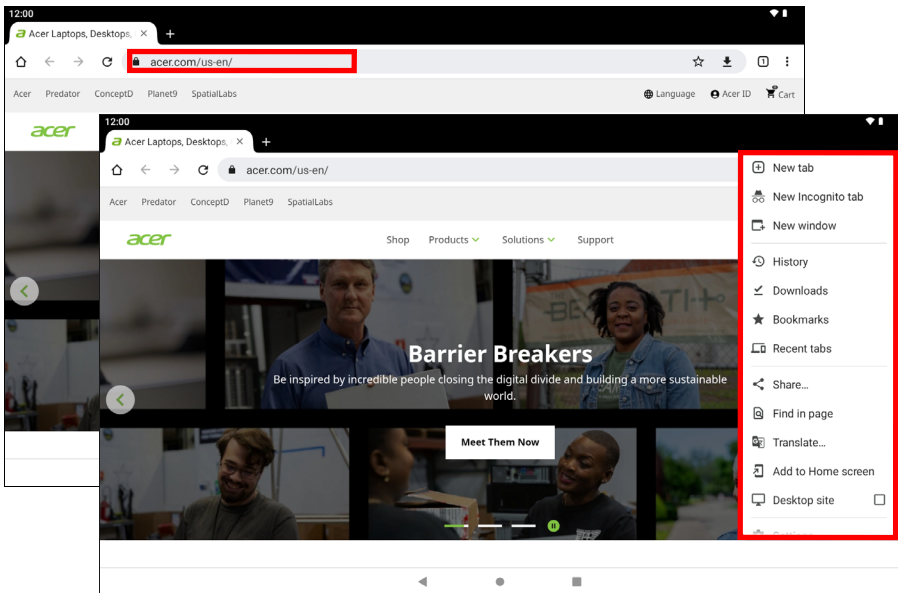 12:00
Acer Laptops, Desktops,
acer.com/us-en/
1
Acer Predator ConceptD Planet9 SpatialLabs
Language Acer ID Cart
acer
12:00
Acer Laptops, Desktops,
acer.com/us-en/
Acer Predator ConceptD Planet9 SpatialLabs
acer
Shop Products Solutions Support
Barrier Breakers
Be inspired by incredible people closing the digital divide and building a more sustainable
world.
Meet Them Now
New tab
New Incognito tab
New window
History
Downloads
Bookmarks
Recent tabs
Share...
Find in page
Translate...
Add to Home screen
Desktop site